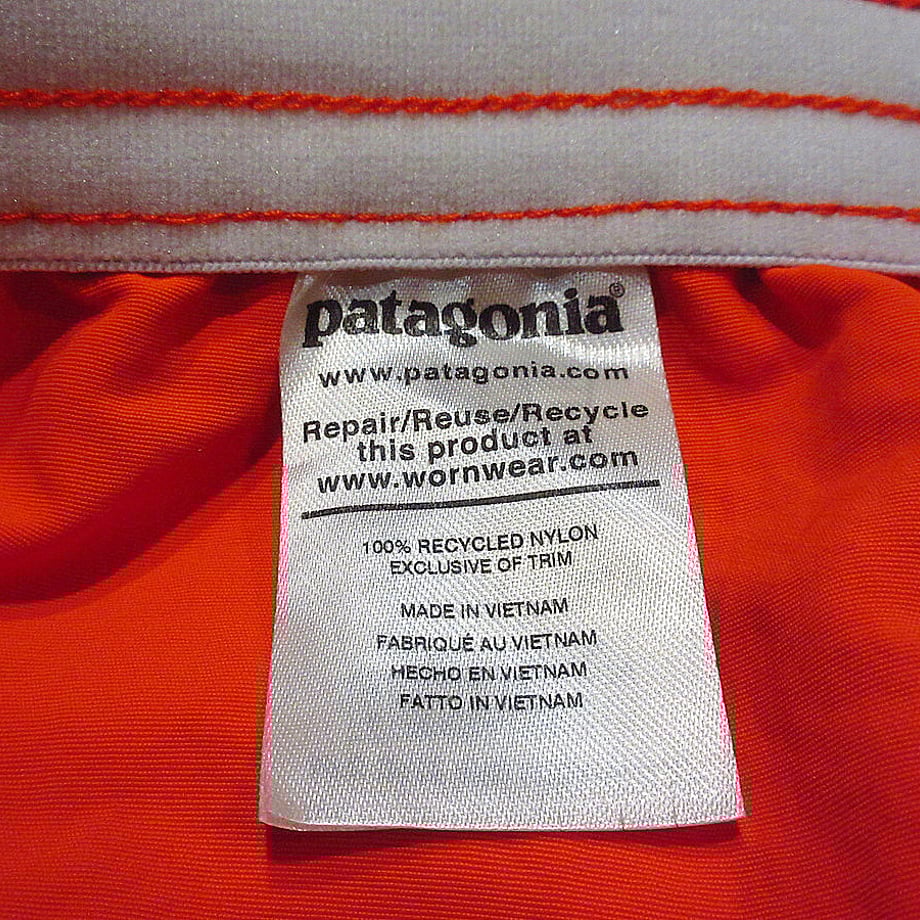 patagonia®
www.patagonia.com
Repair/Reuse/Recycle
this product at
www.wornwear.com
100% RECYCLED NYLON
EXCLUSIVE OF TRIM
MADE IN VIETNAM
FABRIQUÉ AU VIETNAM
HECHO EN VIETNAM
FATTO IN VIETNAM